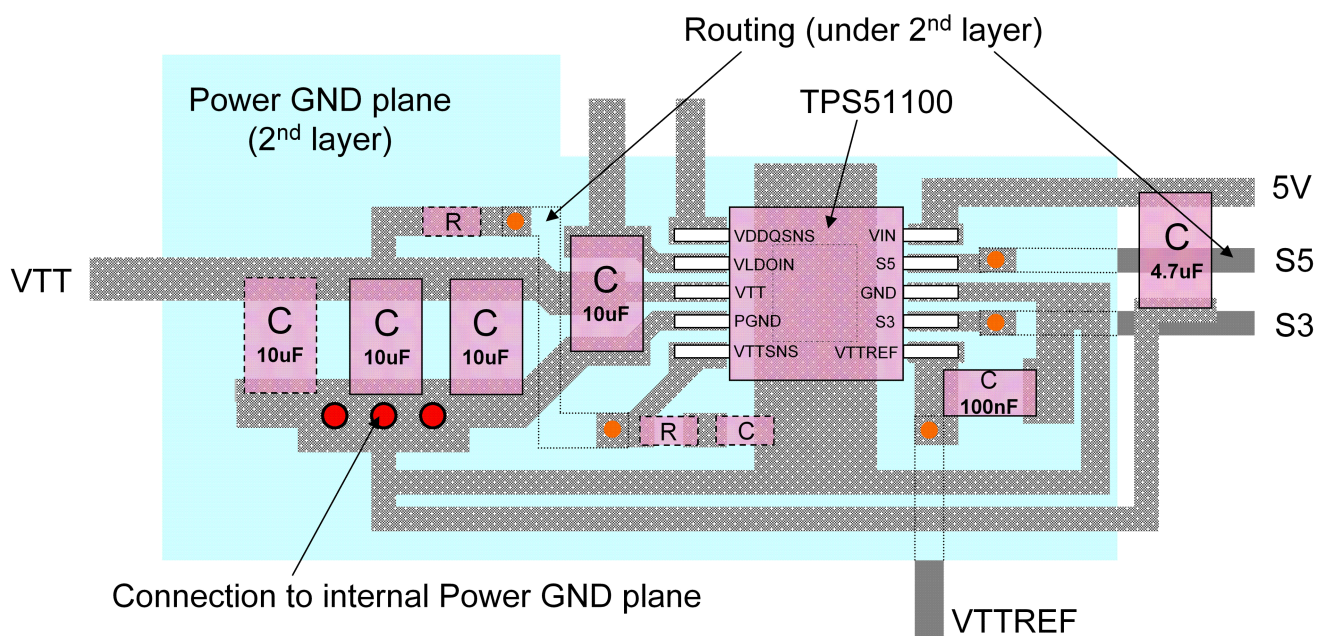 Routing (under 2nd layer)
Power GND plane
(2nd layer)
TPS51100
5V
S5
S3
VTT
R
C
10uF
C
10uF
C
10uF
C
10uF
VDDQSNS
VLDOIN
VTT
PGND
VTTSNS
VIN
S5
GND
S3
VTTREF
C
4.7uF
C
100nF
R
C
Connection to internal Power GND plane
VTTREF